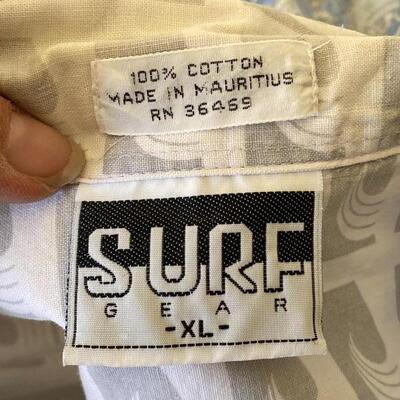 100% COTTON
MADE IN MAURITIUS
RN 36469
SURF
GEAR
-XL-